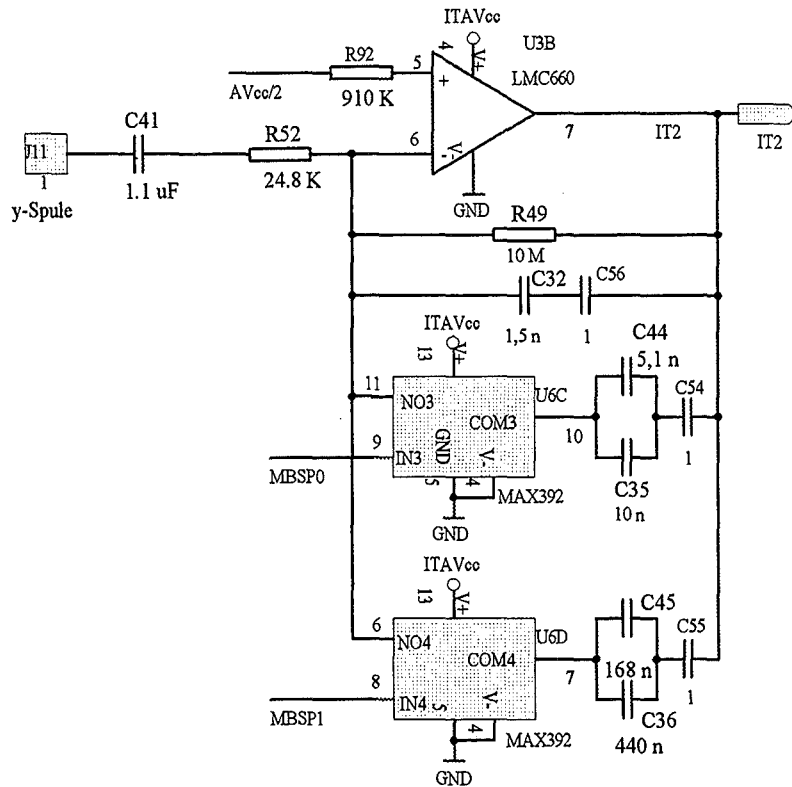 ITAVcc
U3B
4
V+
R92
5
+
LMC660
AVcc/2
910 K
C41
R52
6
V-
7
IT2
IT2
J11
1
1.1 uF
24.8 K
GND
y-Spule
R49
10 M
C32
C56
1,5 n
1
ITAVcc
13
V+
C44
5,1 n
11
NO3
U6C
C54
COM3
10
9
GND
IN3
V-
1
MBSP0
5
4
MAX392
C35
10 n
GND
ITAVcc
13
V+
C45
6
NO4
U6D
C55
COM4
7
168 n
8
IN4
5
V-
1
MBSP1
4
MAX392
C36
440 n
GND